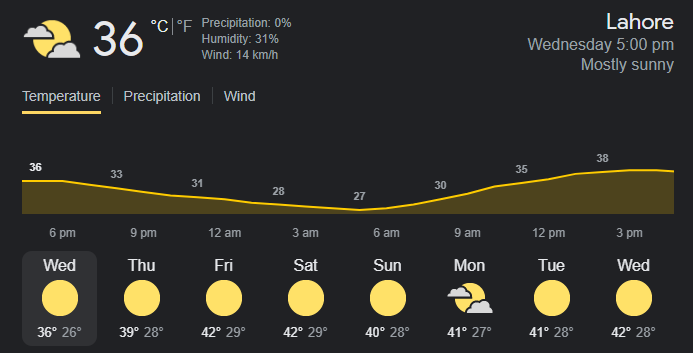 36 °C | °F
Precipitation: 0%
Humidity: 31%
Wind: 14 km/h
Lahore
Wednesday 5:00 pm
Mostly sunny
Temperature | Precipitation | Wind
36 33 31 28 27 30 35 38
6 pm 9 pm 12 am 3 am 6 am 9 am 12 pm 3 pm
Wed Thu Fri Sat Sun Mon Tue Wed
36° 26° 39° 28° 42° 29° 42° 29° 40° 28° 41° 27° 41° 28° 42° 28°